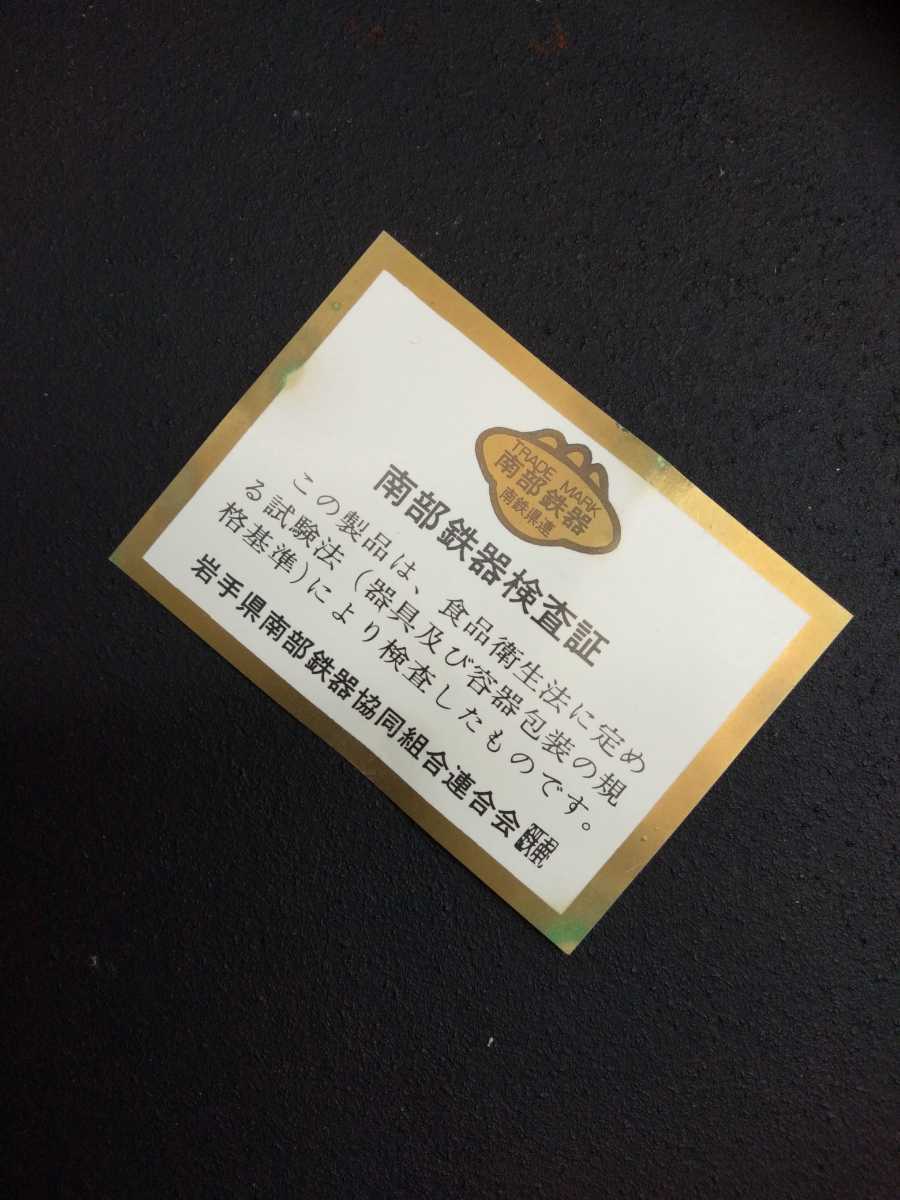 TRADE MARK
南部鉄器
南鉄県連
南部鉄器検査証
この製品は、食品衛生法に定め
る試験法（器具及び容器包装の規
格基準)により検査したものです。
岩手県南部鉄器協同組合連合会